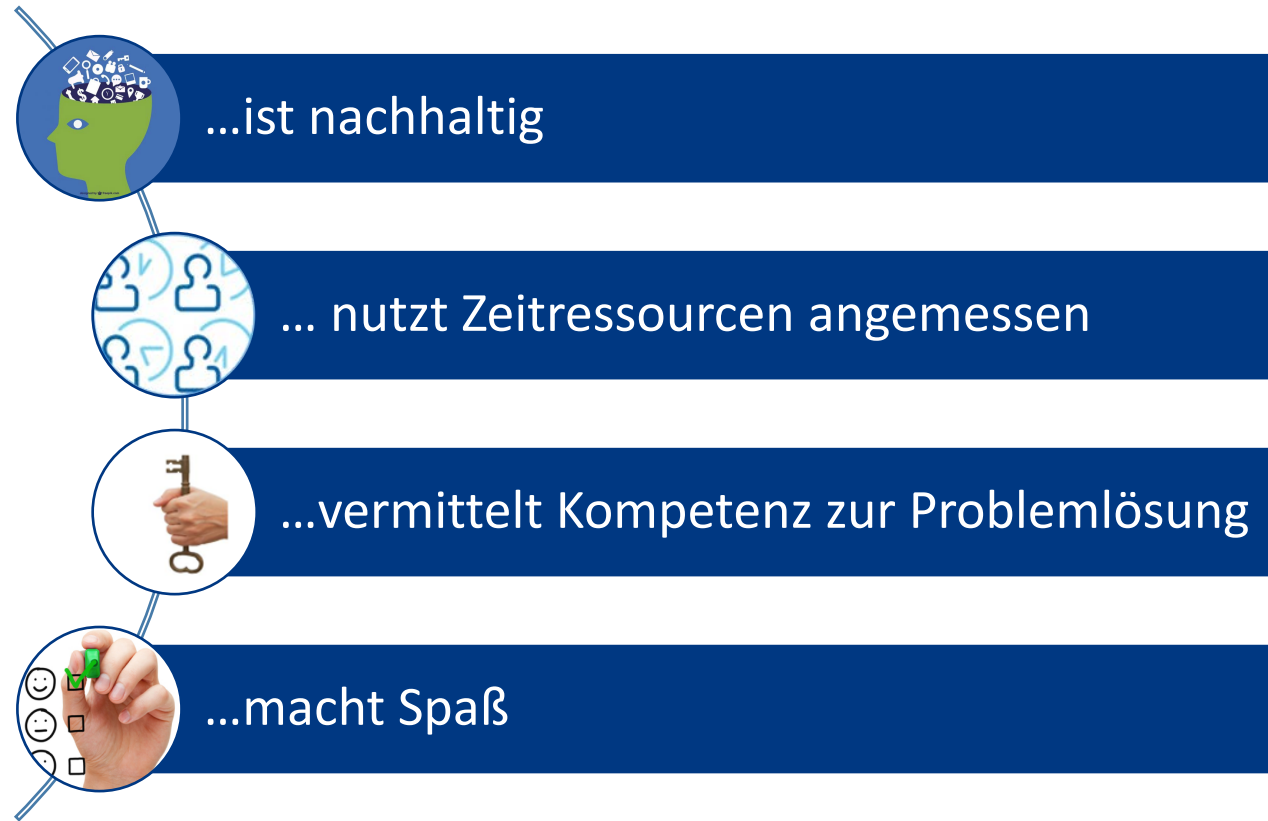 ...ist nachhaltig
... nutzt Zeitressourcen angemessen
...vermittelt Kompetenz zur Problemlösung
...macht Spaß